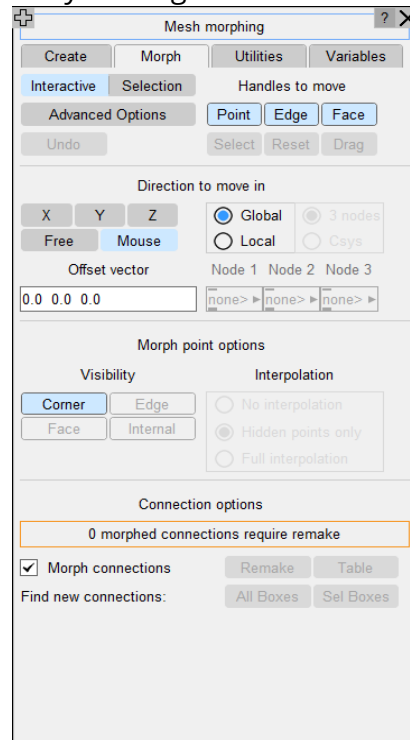 Mesh morphing ?
Create Morph Utilities Variables
Interactive Selection Handles to move
Advanced Options Point Edge Face
Undo Select Reset Drag
Direction to move in
X Y Z Global 3 nodes
Free Mouse Local Csys
Offset vector Node 1 Node 2 Node 3
0.0 0.0 0.0 none> none> none>
Morph point options
Visibility Interpolation
Corner Edge No interpolation
Face Internal Hidden points only
Full interpolation
Connection options
0 morphed connections require remake
Morph connections Remake Table
Find new connections: All Boxes Sel Boxes